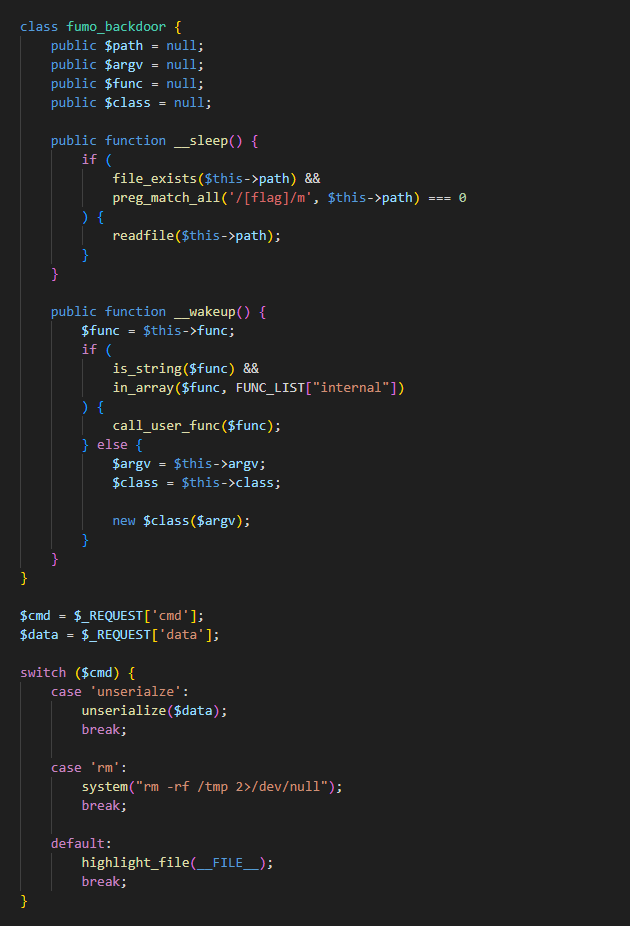 class fumo_backdoor {
    public $path = null;
    public $argv = null;
    public $func = null;
    public $class = null;

    public function __sleep() {
        if (
            file_exists($this->path) &&
            preg_match_all('/[flag]/m', $this->path) === 0
        ) {
            readfile($this->path);
        }
    }

    public function __wakeup() {
        $func = $this->func;
        if (
            is_string($func) &&
            in_array($func, FUNC_LIST["internal"])
        ) {
            call_user_func($func);
        } else {
            $argv = $this->argv;
            $class = $this->class;

            new $class($argv);
        }
    }
}

$cmd = $_REQUEST['cmd'];
$data = $_REQUEST['data'];

switch ($cmd) {
    case 'unserialze':
        unserialize($data);
        break;

    case 'rm':
        system("rm -rf /tmp 2>/dev/null");
        break;

    default:
        highlight_file(__FILE__);
        break;
}